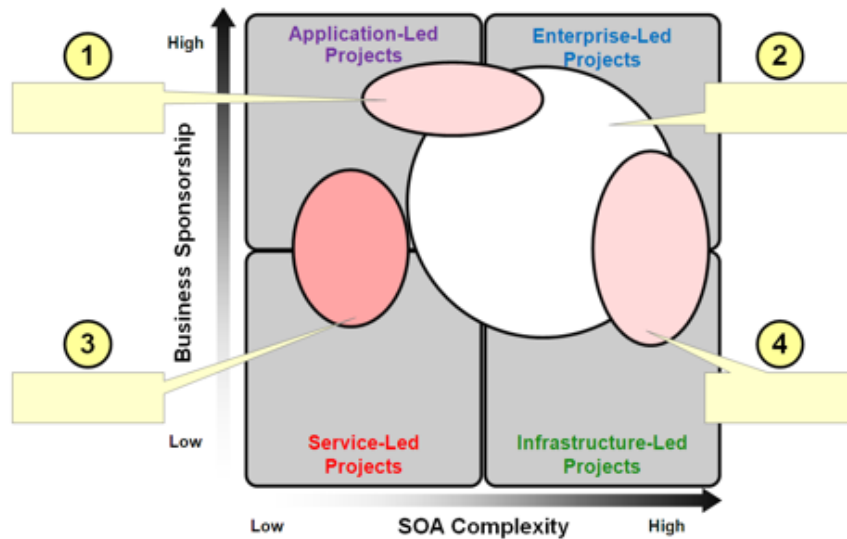 High
Application-Led
Projects
Enterprise-Led
Projects
1
2
Business Sponsorship
3
4
Low
Service-Led
Projects
Infrastructure-Led
Projects
Low
SOA Complexity
High